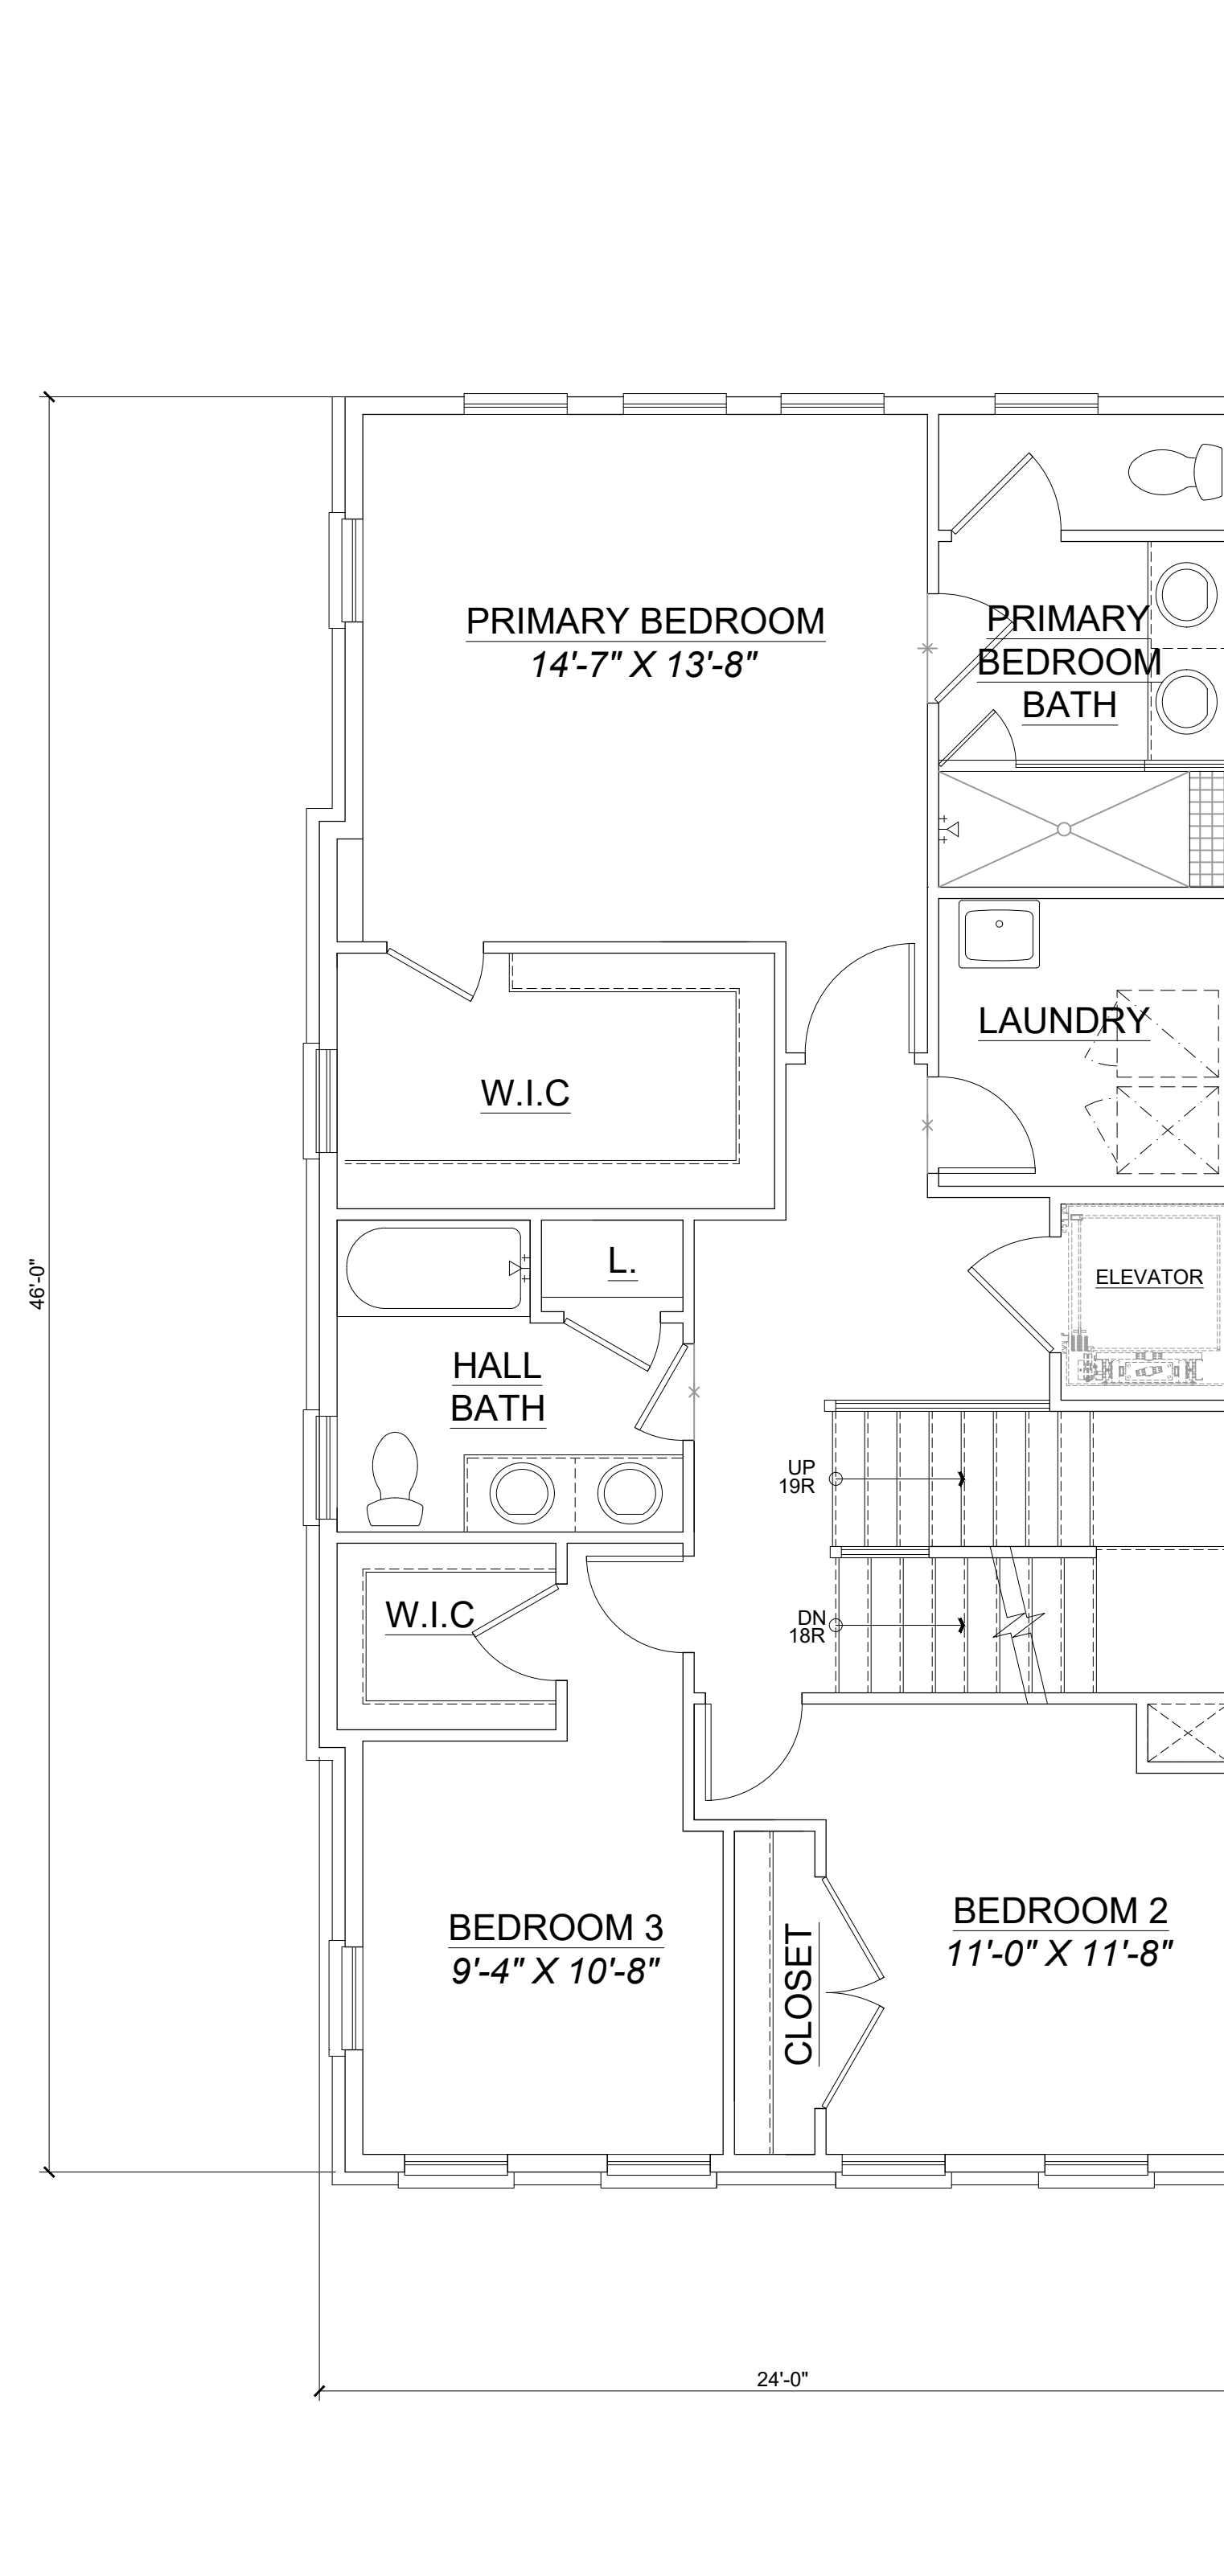 PRIMARY BEDROOM
14'-7" X 13'-8"
PRIMARY
BEDROOM
BATH
LAUNDRY
W.I.C
ELEVATOR
L.
46'-0"
HALL
BATH
UP
19R
W.I.C
DN
18R
BEDROOM 2
11'-0" X 11'-8"
BEDROOM 3
9'-4" X 10'-8"
CLOSET
24'-0"